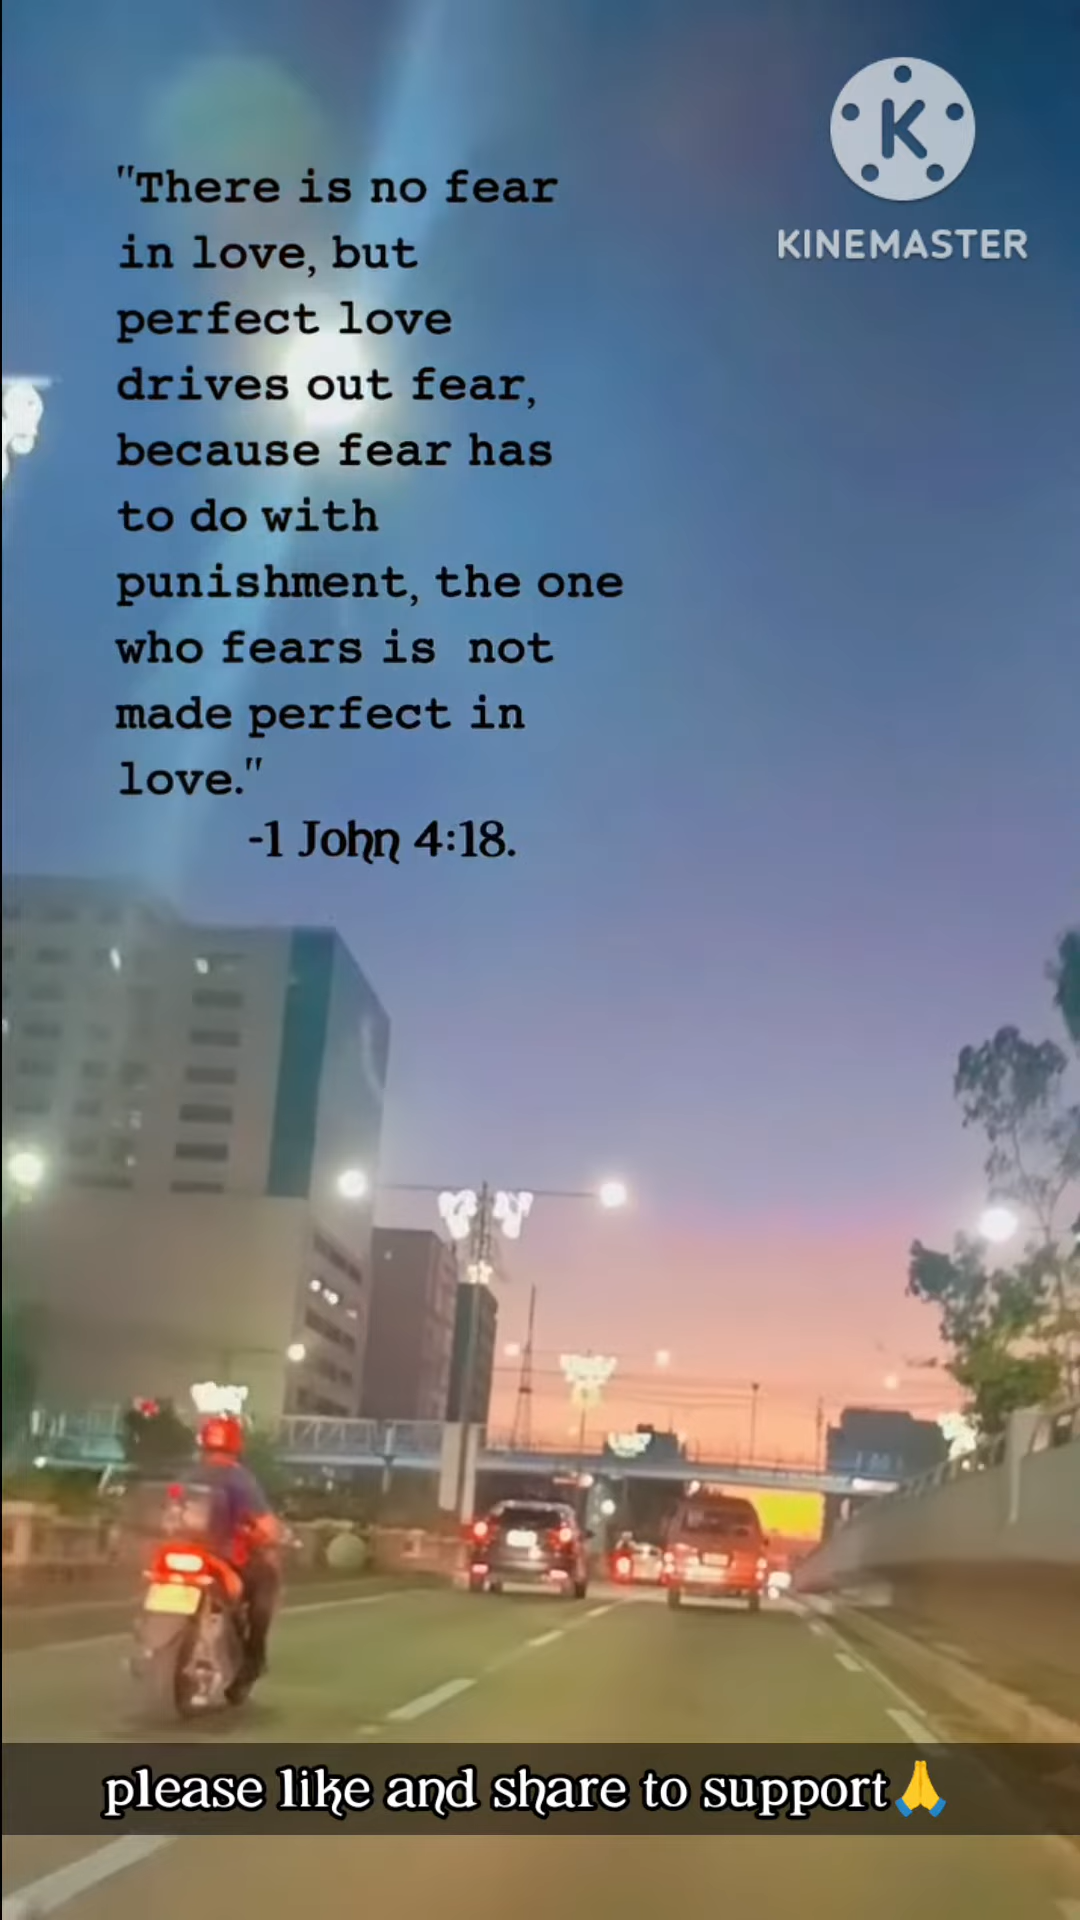 "There is no fear
in love, but
perfect love
drives out fear,
because fear has
to do with
punishment, the one
who fears is  not
made perfect in
love."
-1 John 4:18.
K
KINEMASTER
please like and share to support🙏